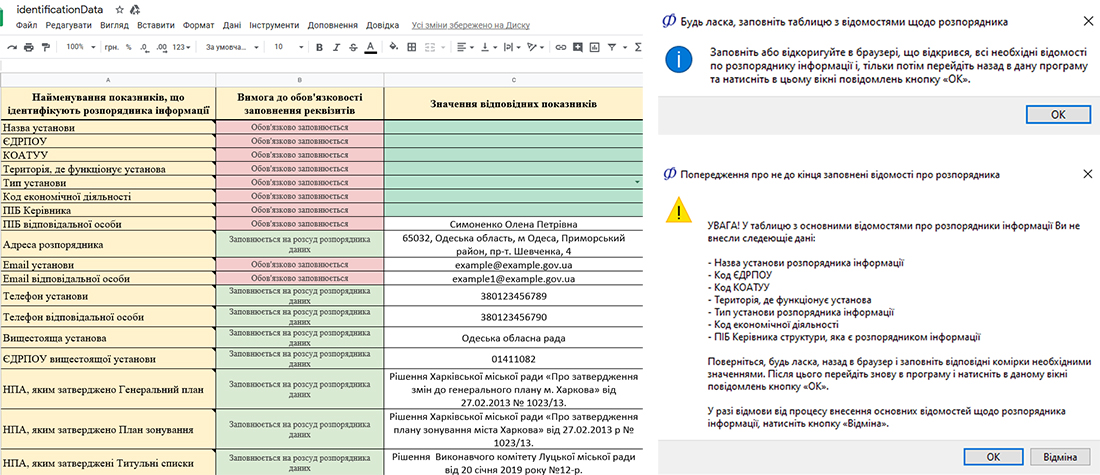 identificationData
Файл Редагувати Вигляд Вставити Формат Дані Інструменти Доповнення Довідка Усі зміни збережено на Диску
100% грн. % .0 .00 123 За умовча... 10 B I S A
A B C
Найменування показників, що
ідентифікують розпорядника інформації
Вимога до обов'язковості
заповнення реквізитів
Значення відповідних показників
Назва установи Обов'язково заповнюється
ЄДРПОУ Обов'язково заповнюється
КОАТУУ Обов'язково заповнюється
Територія, де функціонує установа Обов'язково заповнюється
Тип установи Обов'язково заповнюється
Код економічної діяльності Обов'язково заповнюється
ПІБ Керівника Обов'язково заповнюється
ПІБ відповідальної особи Обов'язково заповнюється Симоненко Олена Петрівна
Адреса розпорядника
Заповнюється на розсуд розпорядника
даних
65032, Одеська область, м Одеса, Приморський
район, пр-т. Шевченка, 4
Email установи Обов'язково заповнюється example@example.gov.ua
Email відповідальної особи Обов'язково заповнюється example1@example.gov.ua
Телефон установи
Заповнюється на розсуд розпорядника
даних
380123456789
Телефон відповідальної особи
Заповнюється на розсуд розпорядника
даних
380123456790
Вищестояща установа
Заповнюється на розсуд розпорядника
даних
Одеська обласна рада
ЄДРПОУ вищестоящої установи
Заповнюється на розсуд розпорядника
даних
01411082
НПА, яким затверджено Генеральний план
Заповнюється на розсуд розпорядника
даних
Рішення Харківської міської ради «Про затвердження
змін до генерального плану м. Харкова» від
27.02.2013 № 1023/13.
НПА, яким затверджено План зонування
Заповнюється на розсуд розпорядника
даних
Рішення Харківської міської ради «Про затвердження
плану зонування міста Харкова» від 27.02.2013 р №
1023/13.
НПА, яким затверджені Титульні списки
Заповнюється на розсуд розпорядника
даних
Рішення Виконавчого комітету Луцької міської ради
від 20 січня 2019 року №12-р.
Будь ласка, заповніть таблицю з відомостями щодо розпорядника
Заповніть або відкоригуйте в браузері, що відкрився, всі необхідні відомості
по розпоряднику інформації і, тільки потім перейдіть назад в дану програму
та натисніть в цьому вікні повідомлень кнопку «ОК».
ОК
Попередження про не до кінця заповнені відомості про розпорядника
УВАГА! У таблицю з основними відомостями про розпорядники інформації Ви не
внесли следеющіе дані:
- Назва установи розпорядника інформації
- Код ЄДРПОУ
- Код КОАТУУ
- Територія, де функціонує установа
- Тип установи розпорядника інформації
- Код економічної діяльності
- ПІБ Керівника структури, яка є розпорядником інформації
Поверніться, будь ласка, назад в браузер і заповніть відповідні комірки необхідними
значеннями. Після цього перейдіть знову в програму і натисніть в даному вікні
повідомлень кнопку «ОК».
У разі відмови від процесу внесення основних відомостей щодо розпорядника
інформації, натисніть кнопку «Відміна».
ОК Відміна